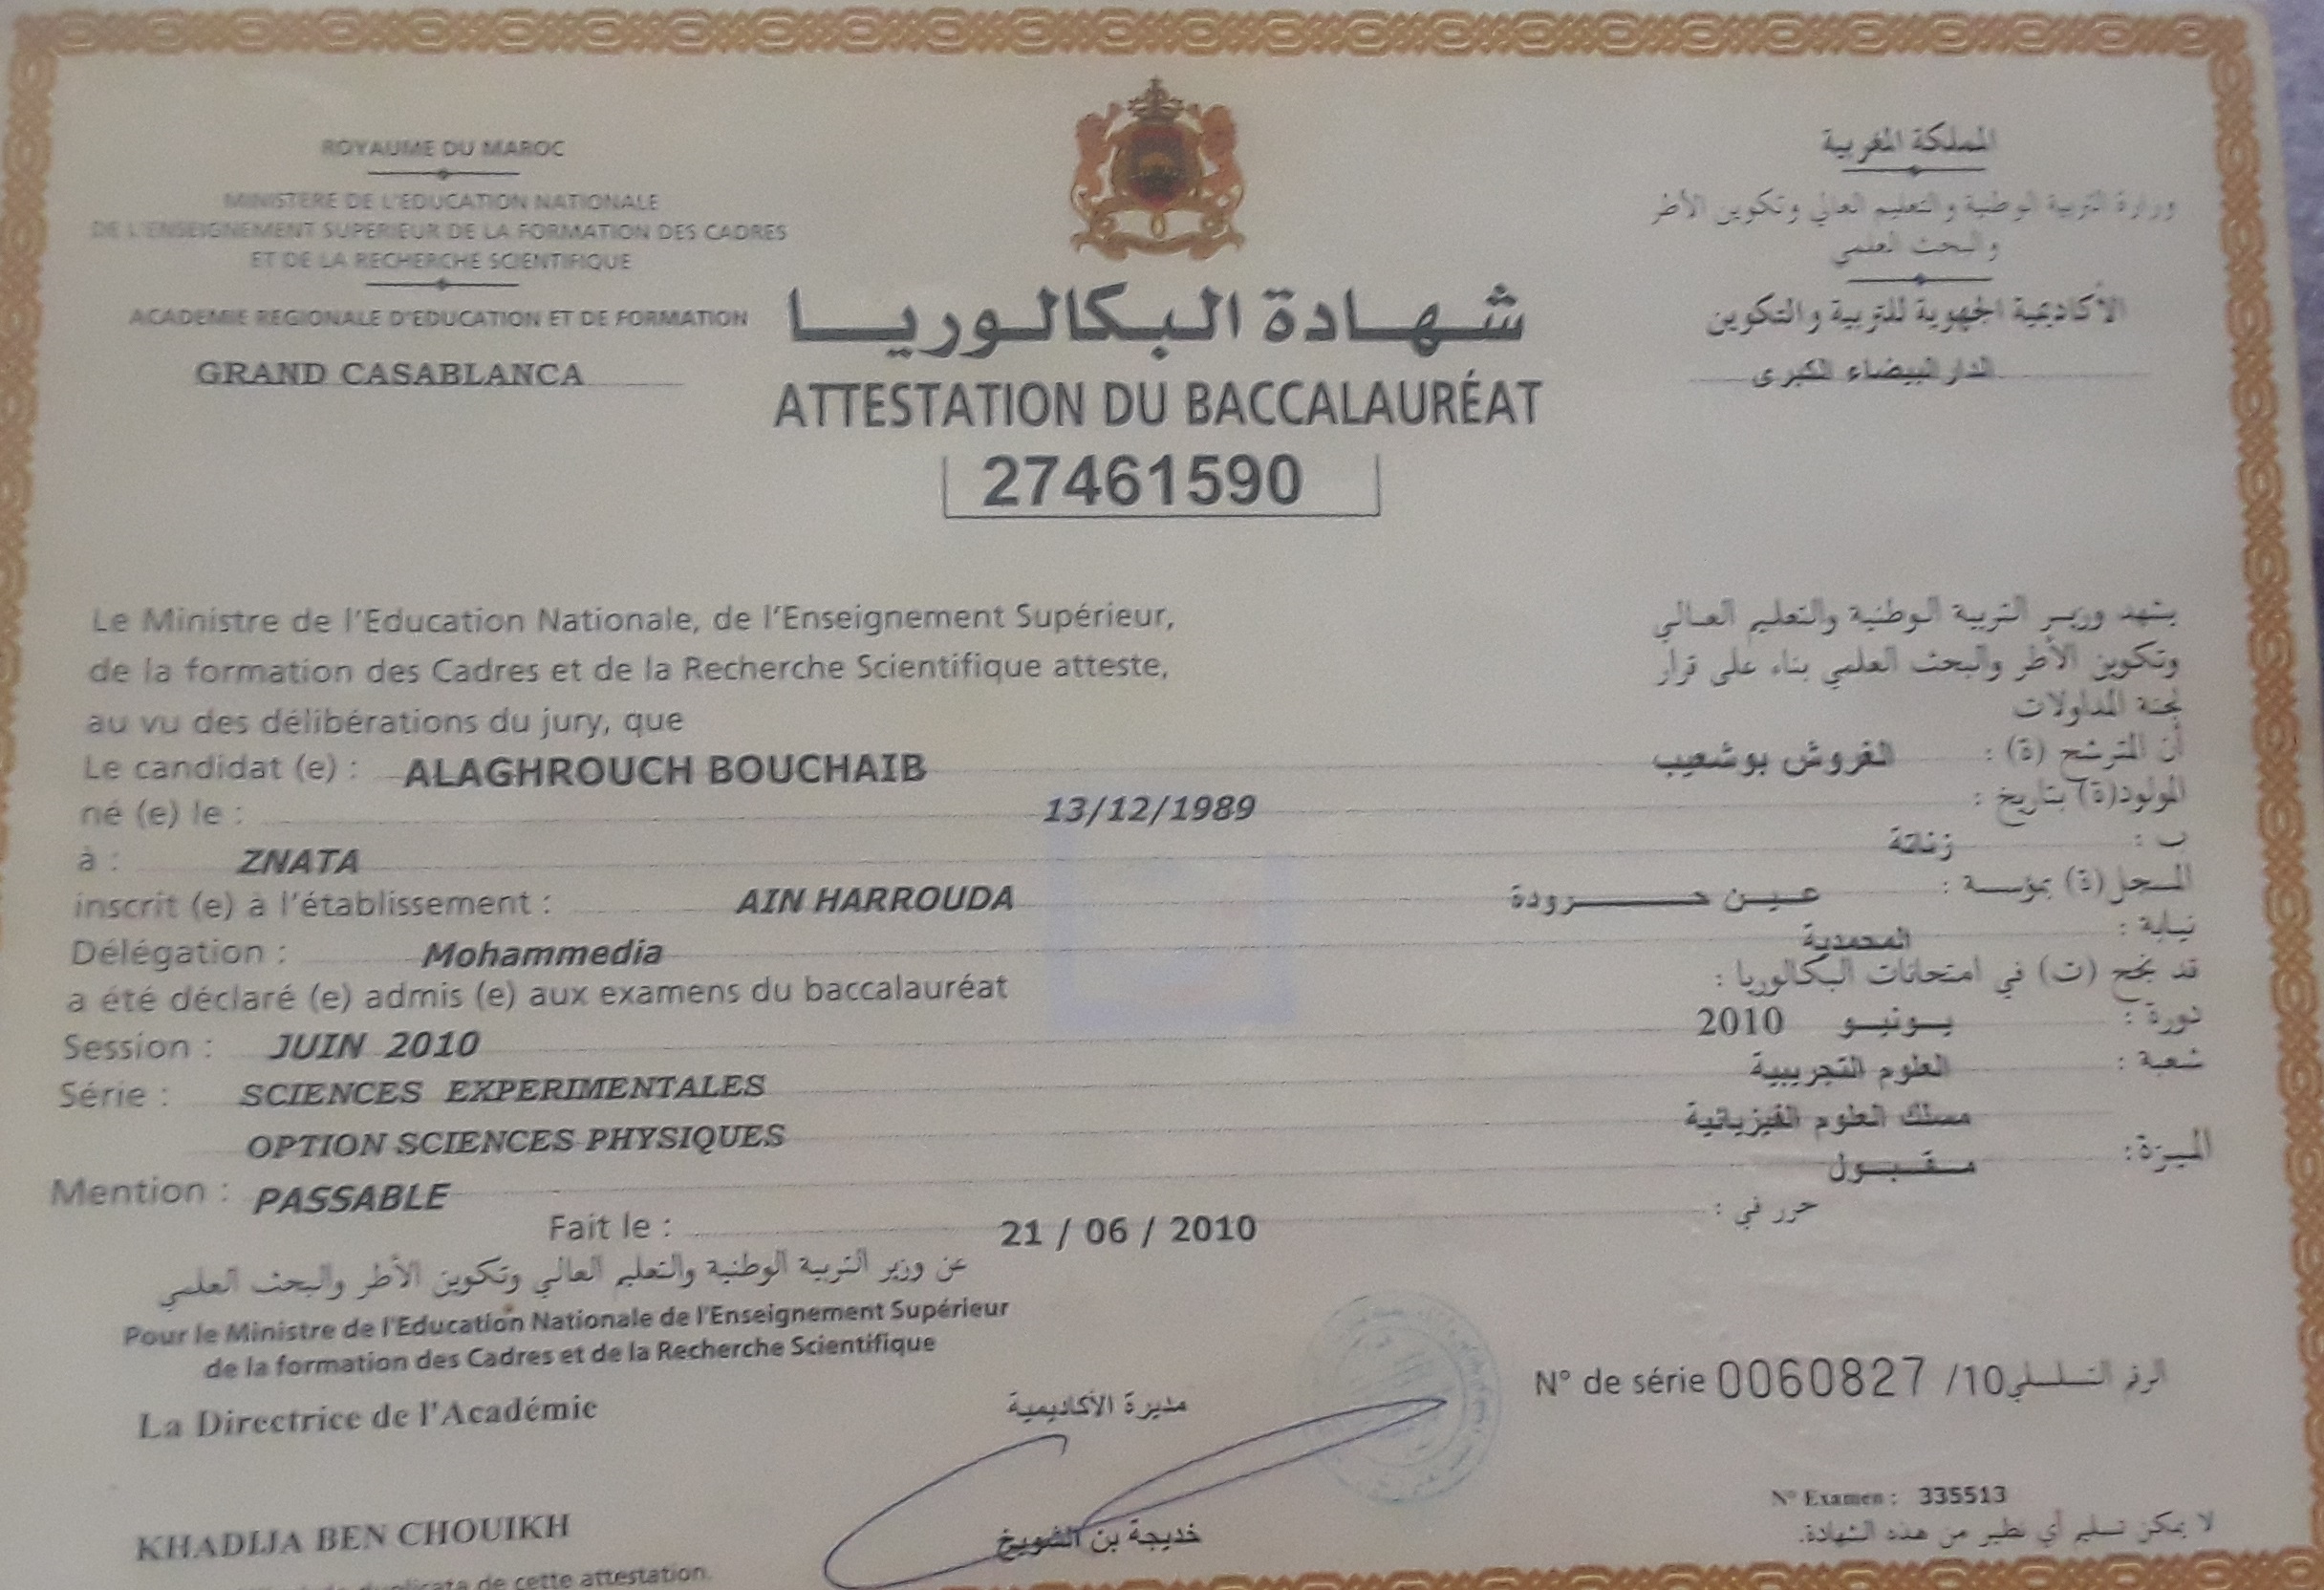 ROYAUME DU MAROC
MINISTERE DE L'EDUCATION NATIONALE
DE L'ENSEIGNEMENT SUPERIEUR DE LA FORMATION DES CADRES
ET DE LA RECHERCHE SCIENTIFIQUE
ACADEMIE REGIONALE D'EDUCATION ET DE FORMATION
GRAND CASABLANCA
المملكة المغربية
وزارة التربية الوطنية والتعليم العالي وتكوين الأطر
والبحث العلمي
الأكاديمية الجهوية للتربية والتكوين
الدار البيضاء الكبرى
شهادة البكالوريا
ATTESTATION DU BACCALAURÉAT
27461590
Le Ministre de l'Education Nationale, de l'Enseignement Supérieur,
de la formation des Cadres et de la Recherche Scientifique atteste,
au vu des délibérations du jury, que
يشهد وزير التربية الوطنية والتعليم العالي
وتكوين الأطر والبحث العلمي بناء على قرار
لجنة المداولات
Le candidat (e) : ALAGHROUCH BOUCHAIB
أن المترشح (ة) : الغروش بوشعيب
né (e) le : 13/12/1989 المولود(ة) بتاريخ :
à : ZNATA
ب : زناتة
inscrit (e) à l'établissement : AIN HARROUDA
المسجل(ة) بمؤسسة : عين حرودة
Délégation : Mohammedia
نيابة : المحمدية
a été déclaré (e) admis (e) aux examens du baccalauréat
قد نجح (ت) في امتحانات البكالوريا :
Session : JUIN 2010
دورة : يونيو 2010
Série : SCIENCES EXPERIMENTALES
شعبة : العلوم التجريبية
OPTION SCIENCES PHYSIQUES
مسلك العلوم الفيزيائية
Mention : PASSABLE
الميزة: مقبول
Fait le : 21 / 06 / 2010 حرر في :
عن وزير التربية الوطنية والتعليم العالي وتكوين الأطر والبحث العلمي
Pour le Ministre de l'Education Nationale de l'Enseignement Supérieur
de la formation des Cadres et de la Recherche Scientifique
La Directrice de l'Académie
مديرة الأكاديمية
N° de série 0060827 /10 الرقم التسلسلي
KHADIJA BEN CHOUIKH
خديجة بن الشويخ
N° Examen : 335513
لا يمكن تسليم أي نظير من هذه الشهادة.
duplicata de cette attestation.